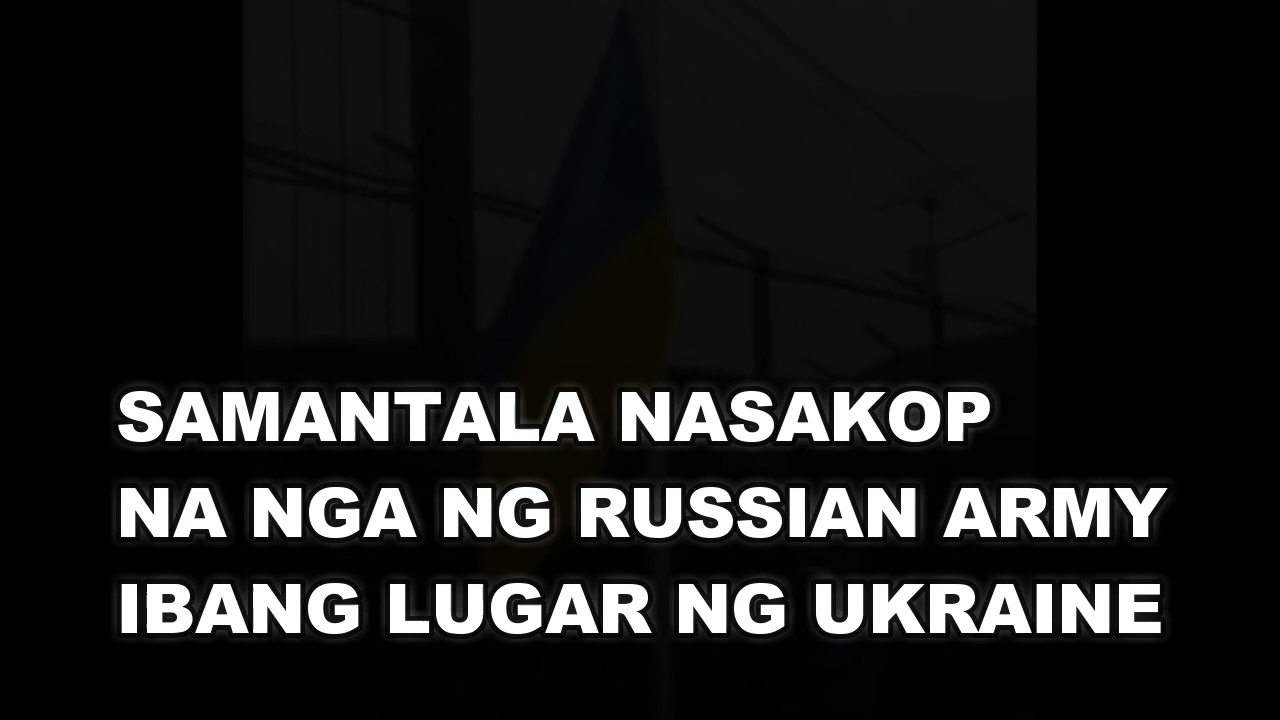 SAMANTALA NASAKOP
NA NGA NG RUSSIAN ARMY
IBANG LUGAR NG UKRAINE